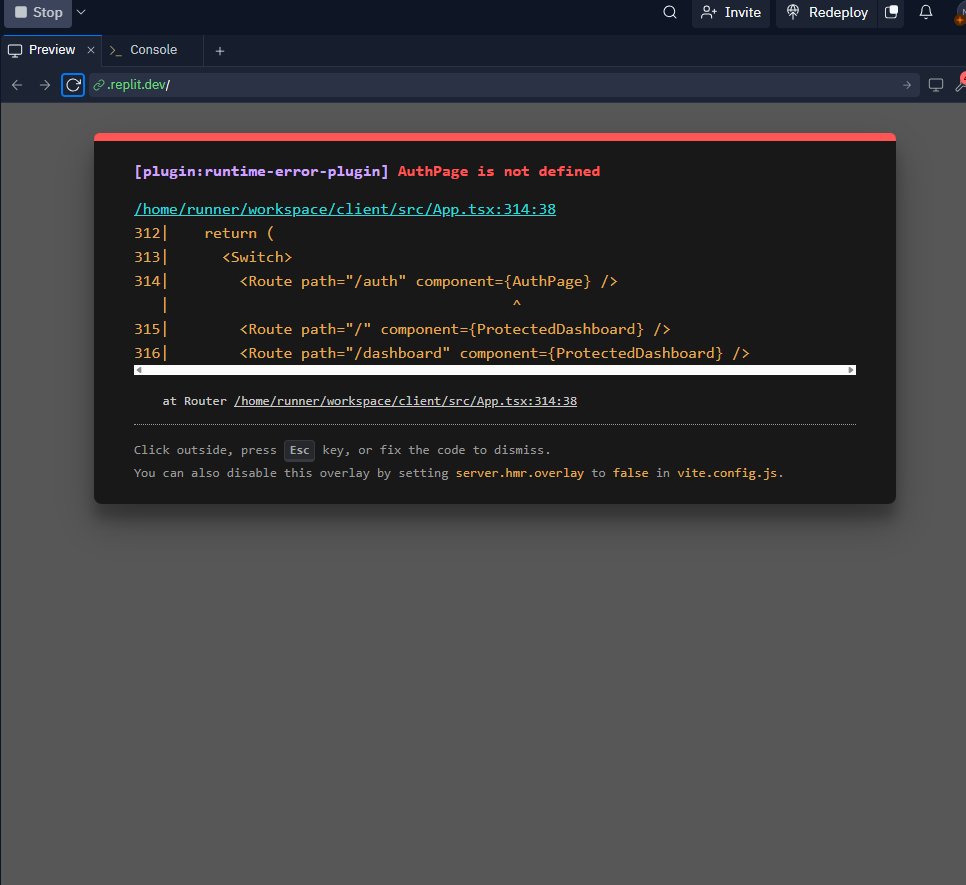 Stop
Invite
Redeploy
Preview
Console
.replit.dev/
[plugin:runtime-error-plugin] AuthPage is not defined
/home/runner/workspace/client/src/App.tsx:314:38
312|    return (
313|      <Switch>
314|        <Route path="/auth" component={AuthPage} />
   |                                       ^
315|        <Route path="/" component={ProtectedDashboard} />
316|        <Route path="/dashboard" component={ProtectedDashboard} />
at Router /home/runner/workspace/client/src/App.tsx:314:38
Click outside, press Esc key, or fix the code to dismiss.
You can also disable this overlay by setting server.hmr.overlay to false in vite.config.js.